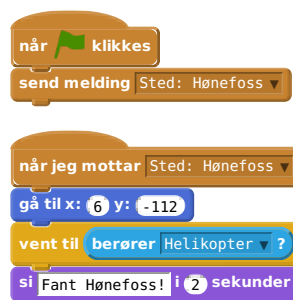 når klikkes
send melding Sted: Hønefoss ▼
når jeg mottar Sted: Hønefoss ▼
gå til x: 6 y: -112
vent til berører Helikopter ▼ ?
si Fant Hønefoss! i 2 sekunder